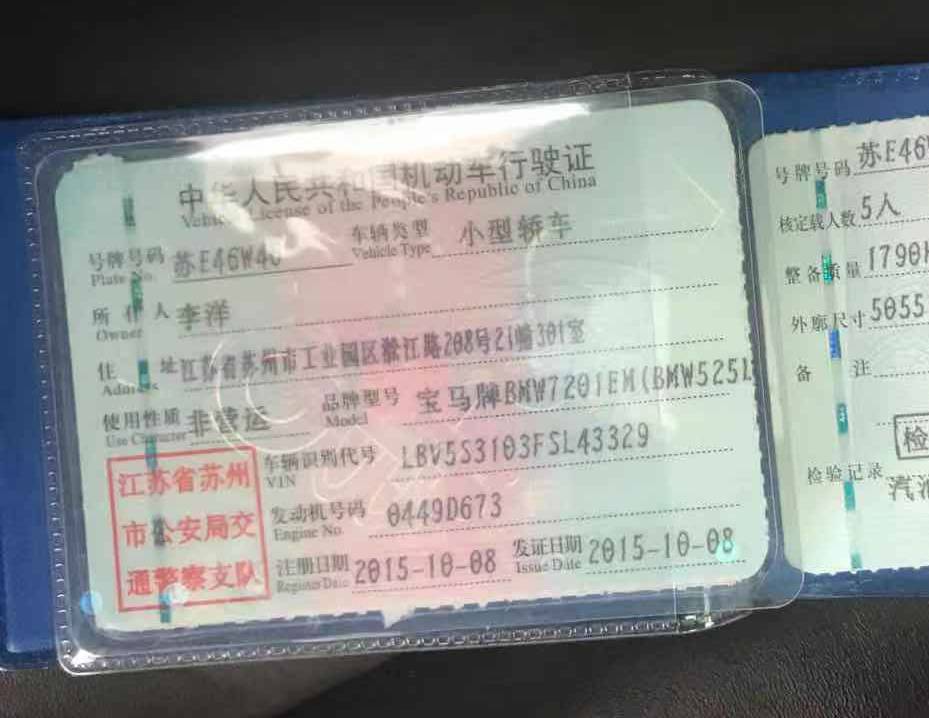 中华人民共和国机动车行驶证
Vehicle License of the People's Republic of China
号牌号码 苏E46W40 车辆类型 小型轿车
Plate No. Vehicle Type
所有人 李洋
Owner
住址 江苏省苏州市工业园区淞江路208号21幢301室
Address
使用性质 非营运 品牌型号 宝马牌BMW7201EM(BMW525L
Use Character Model
江苏省苏州
市公安局交
通警察支队
车辆识别代号 LBV5S3103FSL43329
VIN
发动机号码 0449D673
Engine No.
注册日期 2015-10-08 发证日期 2015-10-08
Register Date Issue Date
号牌号码 苏E46
核定载人数 5人
整备质量 1790
外廓尺寸 5055
备注
检
检验记录
汽油